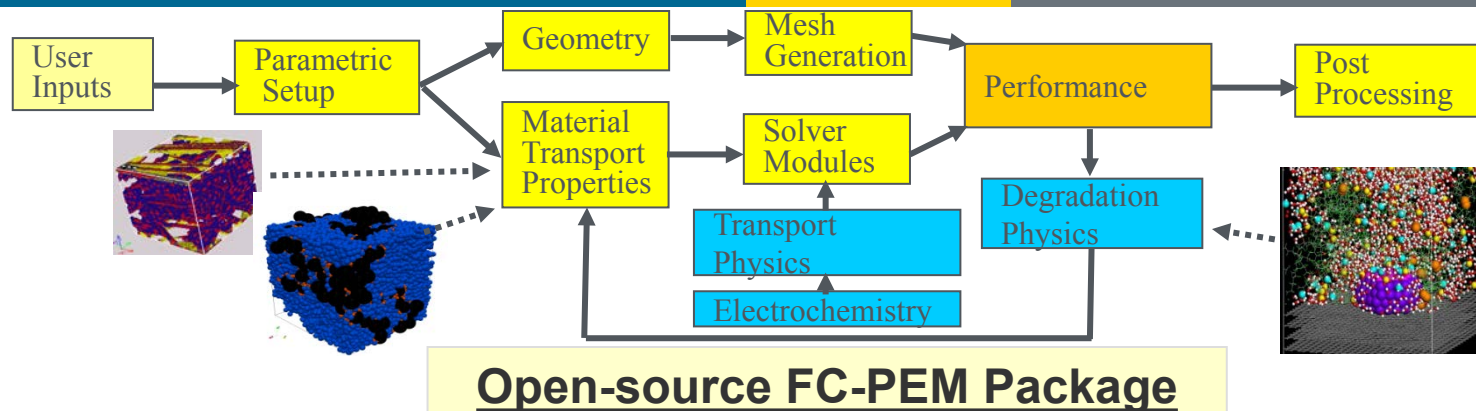 User
Inputs
Parametric
Setup
Geometry
Mesh
Generation
Material
Transport
Properties
Solver
Modules
Performance
Post
Processing
Transport
Physics
Electrochemistry
Degradation
Physics
Open-source FC-PEM Package